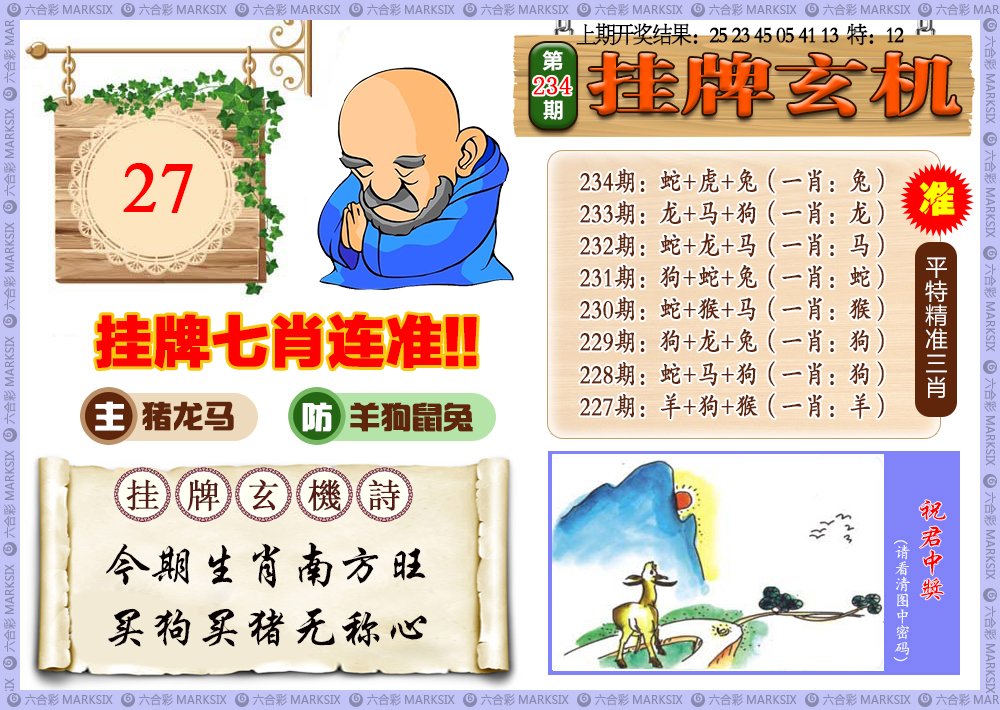 六合彩 MARKSIX
上期开奖结果：25 23 45 05 41 13 特：12
第
234
期
挂牌玄机
27
挂牌七肖连准!!
主 猪龙马
防 羊狗鼠兔
挂牌玄機詩
今期生肖南方旺
买狗买猪无称心
234期：蛇+虎+兔（一肖：兔）
233期：龙+马+狗（一肖：龙）
232期：蛇+龙+马（一肖：马）
231期：狗+蛇+兔（一肖：蛇）
230期：蛇+猴+马（一肖：猴）
229期：狗+龙+兔（一肖：狗）
228期：蛇+马+狗（一肖：狗）
227期：羊+狗+猴（一肖：羊）
准
平特精准三肖
祝君中奖
（请看清图中密码）